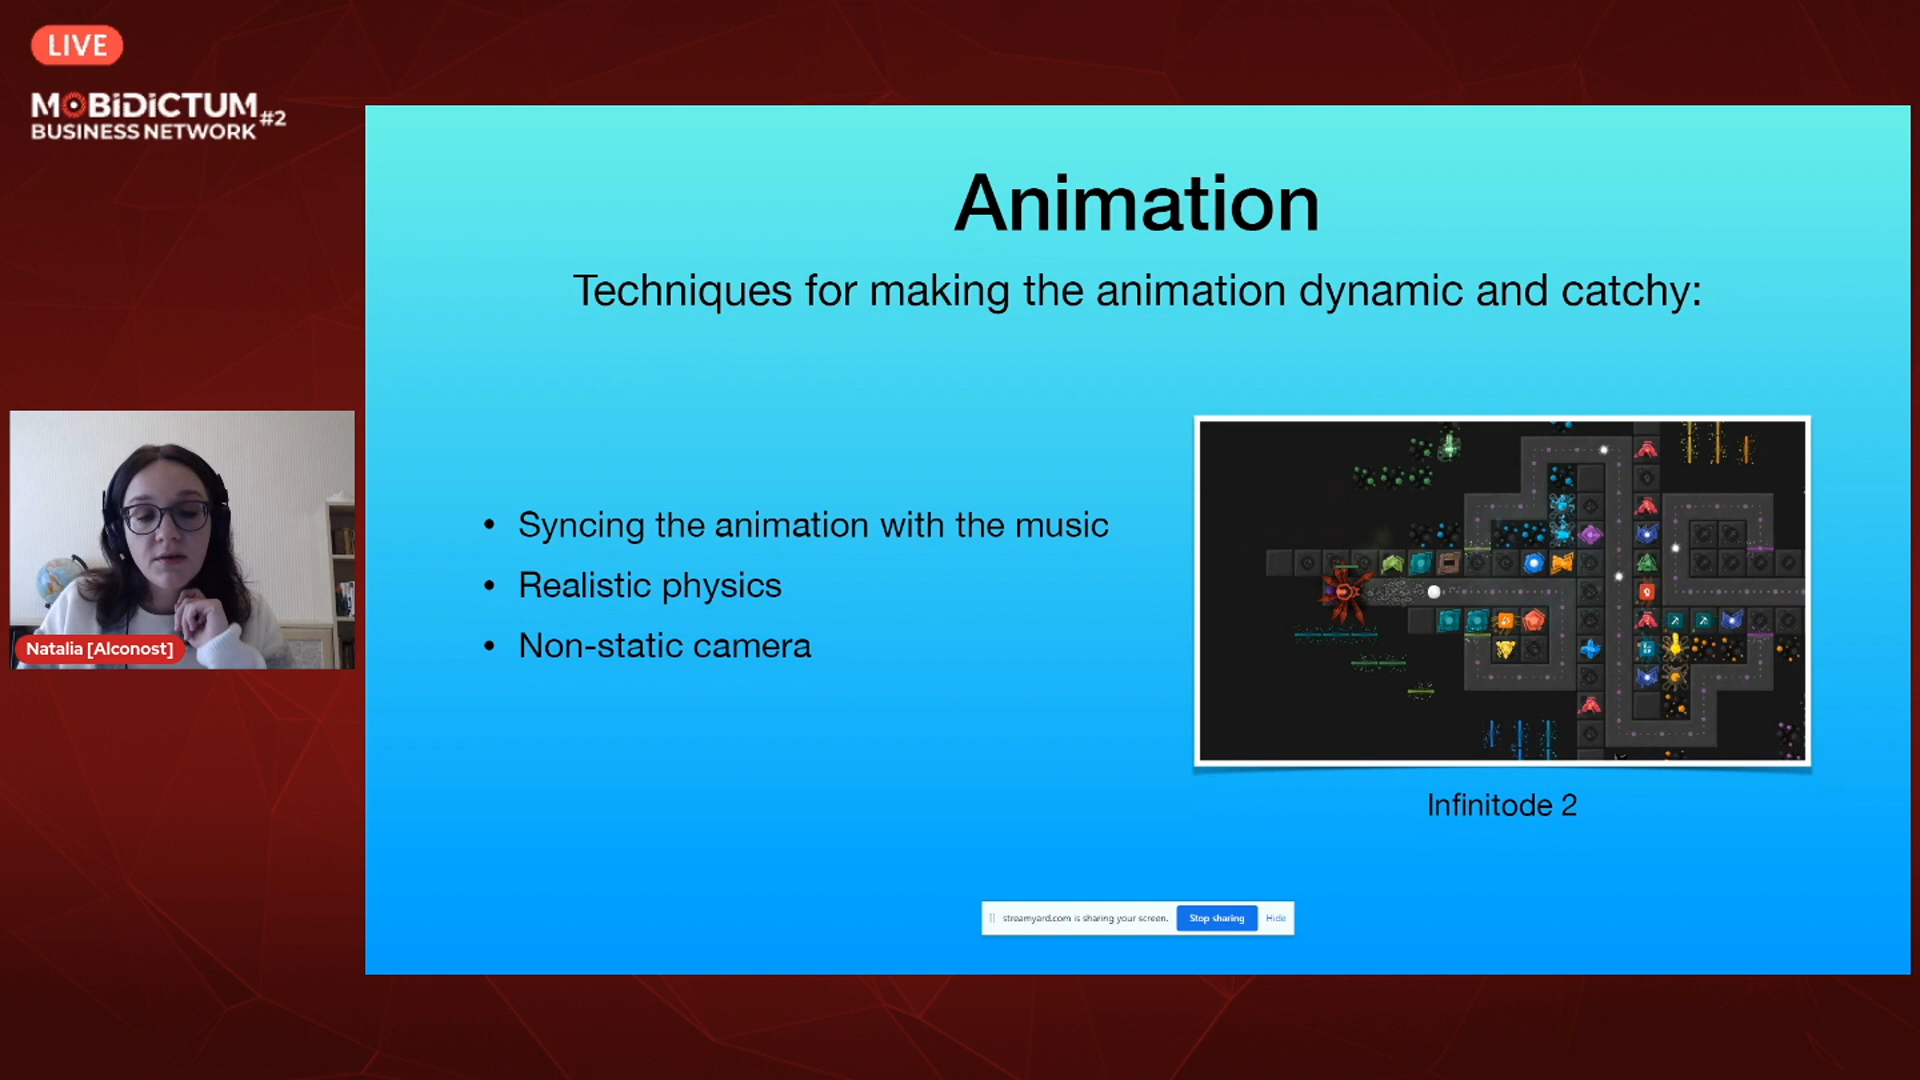 LIVE
MOBiDiCTUM
BUSINESS NETWORK #2
Animation
Techniques for making the animation dynamic and catchy:
• Syncing the animation with the music
• Realistic physics
• Non-static camera
Infinitode 2
Natalia [Alconost]
streamyard.com is sharing your screen.
Stop sharing
Hide